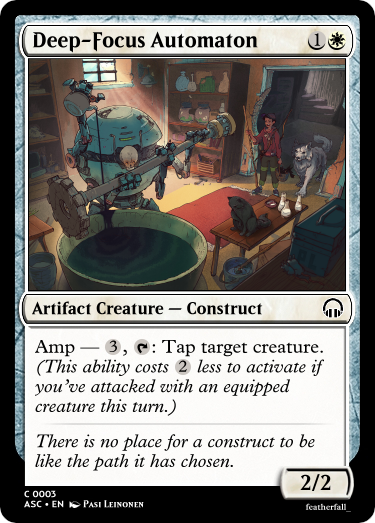 Deep-Focus Automaton 1
Artifact Creature — Construct
Amp — 3, : Tap target creature.
(This ability costs 2 less to activate if
you've attacked with an equipped
creature this turn.)
There is no place for a construct to be
like the path it has chosen.
2/2
C 0003
ASC • EN Pasi Leinonen
featherfall_